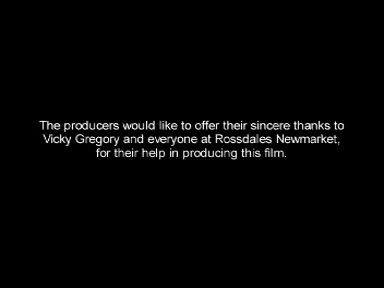 The producers would like to offer their sincere thanks to
Vicky Gregory and everyone at Rossdales Newmarket,
for their help in producing this film.